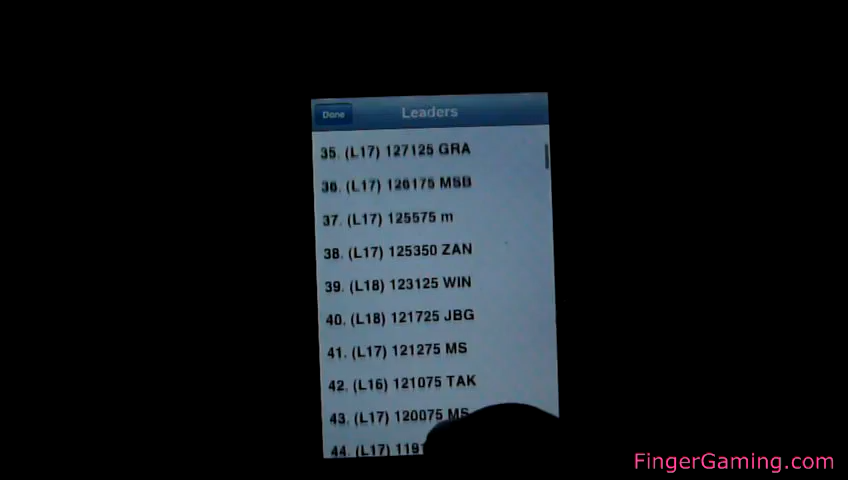 Done
Leaders
35. (L17) 127125 GRA
36. (L17) 126175 MSB
37. (L17) 125575 m
38. (L17) 125350 ZAN
39. (L18) 123125 WIN
40. (L18) 121725 JBG
41. (L17) 121275 MS
42. (L16) 121075 TAK
43. (L17) 120075 MS
44. (L17)
FingerGaming.com